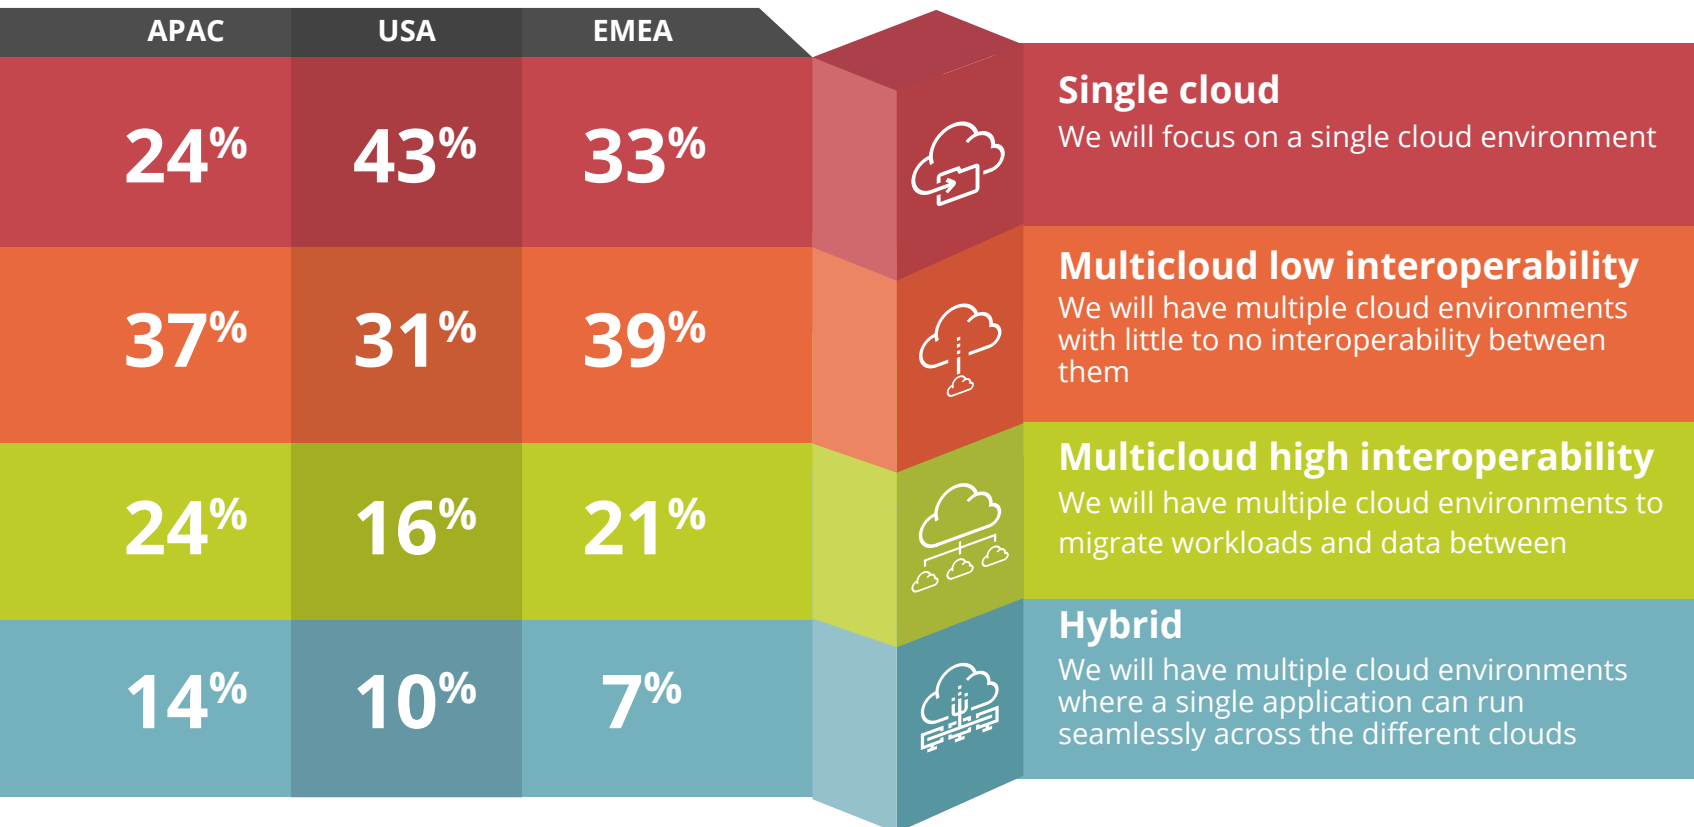 APAC USA EMEA
24% 43% 33%
Single cloud
We will focus on a single cloud environment
37% 31% 39%
Multicloud low interoperability
We will have multiple cloud environments
with little to no interoperability between
them
24% 16% 21%
Multicloud high interoperability
We will have multiple cloud environments to
migrate workloads and data between
14% 10% 7%
Hybrid
We will have multiple cloud environments
where a single application can run
seamlessly across the different clouds